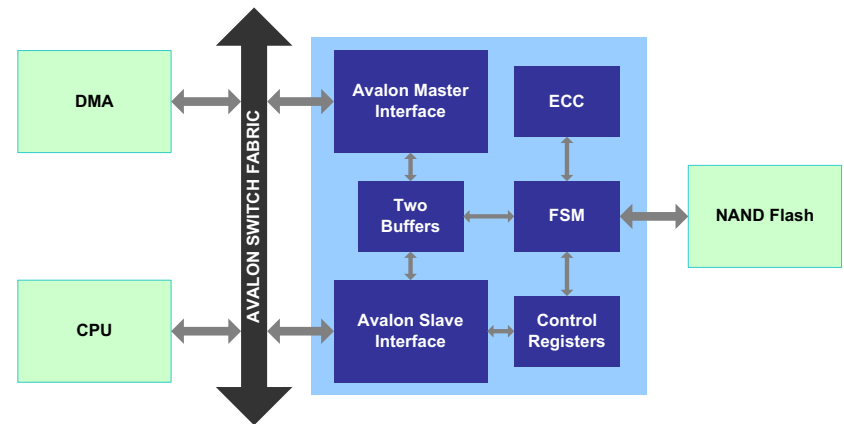 DMA
CPU
AVALON SWITCH FABRIC
Avalon Master
Interface
ECC
Two
Buffers
FSM
NAND Flash
Avalon Slave
Interface
Control
Registers